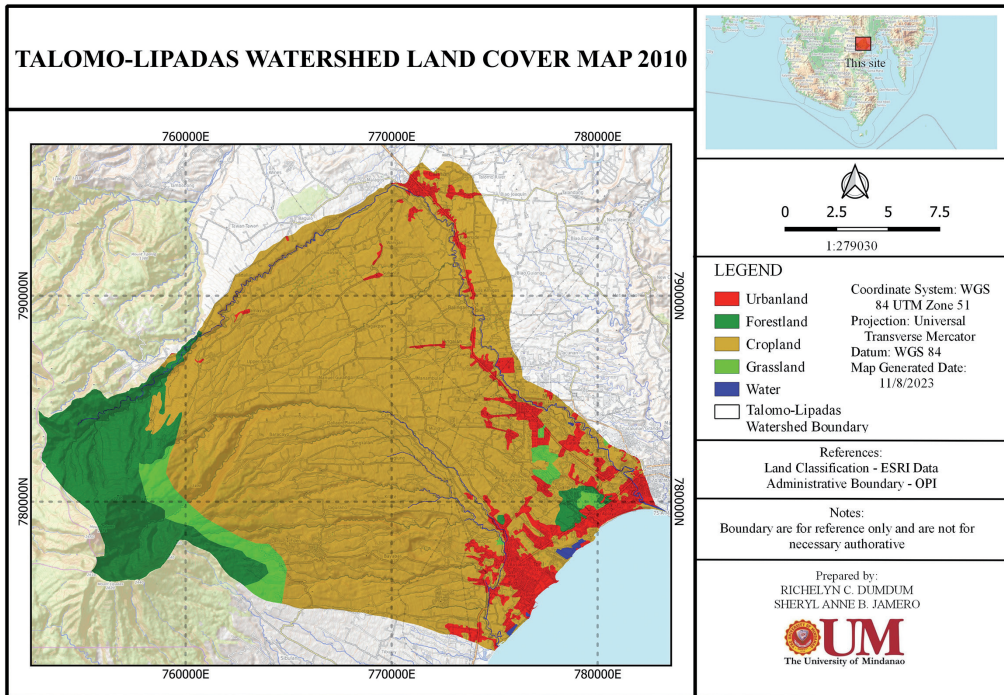 TALOMO-LIPADAS WATERSHED LAND COVER MAP 2010
This site
760000E
770000E
780000E
790000N
790000N
780000N
780000N
760000E
770000E
780000E
0 2.5 5 7.5
1:279030
LEGEND
Urbanland
Forestland
Cropland
Grassland
Water
Talomo-Lipadas
Watershed Boundary
Coordinate System: WGS
84 UTM Zone 51
Projection: Universal
Transverse Mercator
Datum: WGS 84
Map Generated Date:
11/8/2023
References:
Land Classification - ESRI Data
Administrative Boundary - OPI
Notes:
Boundary are for reference only and are not for
necessary authorative
Prepared by:
RICHELYN C. DUMDUM
SHERYL ANNE B. JAMERO
UM
The University of Mindanao